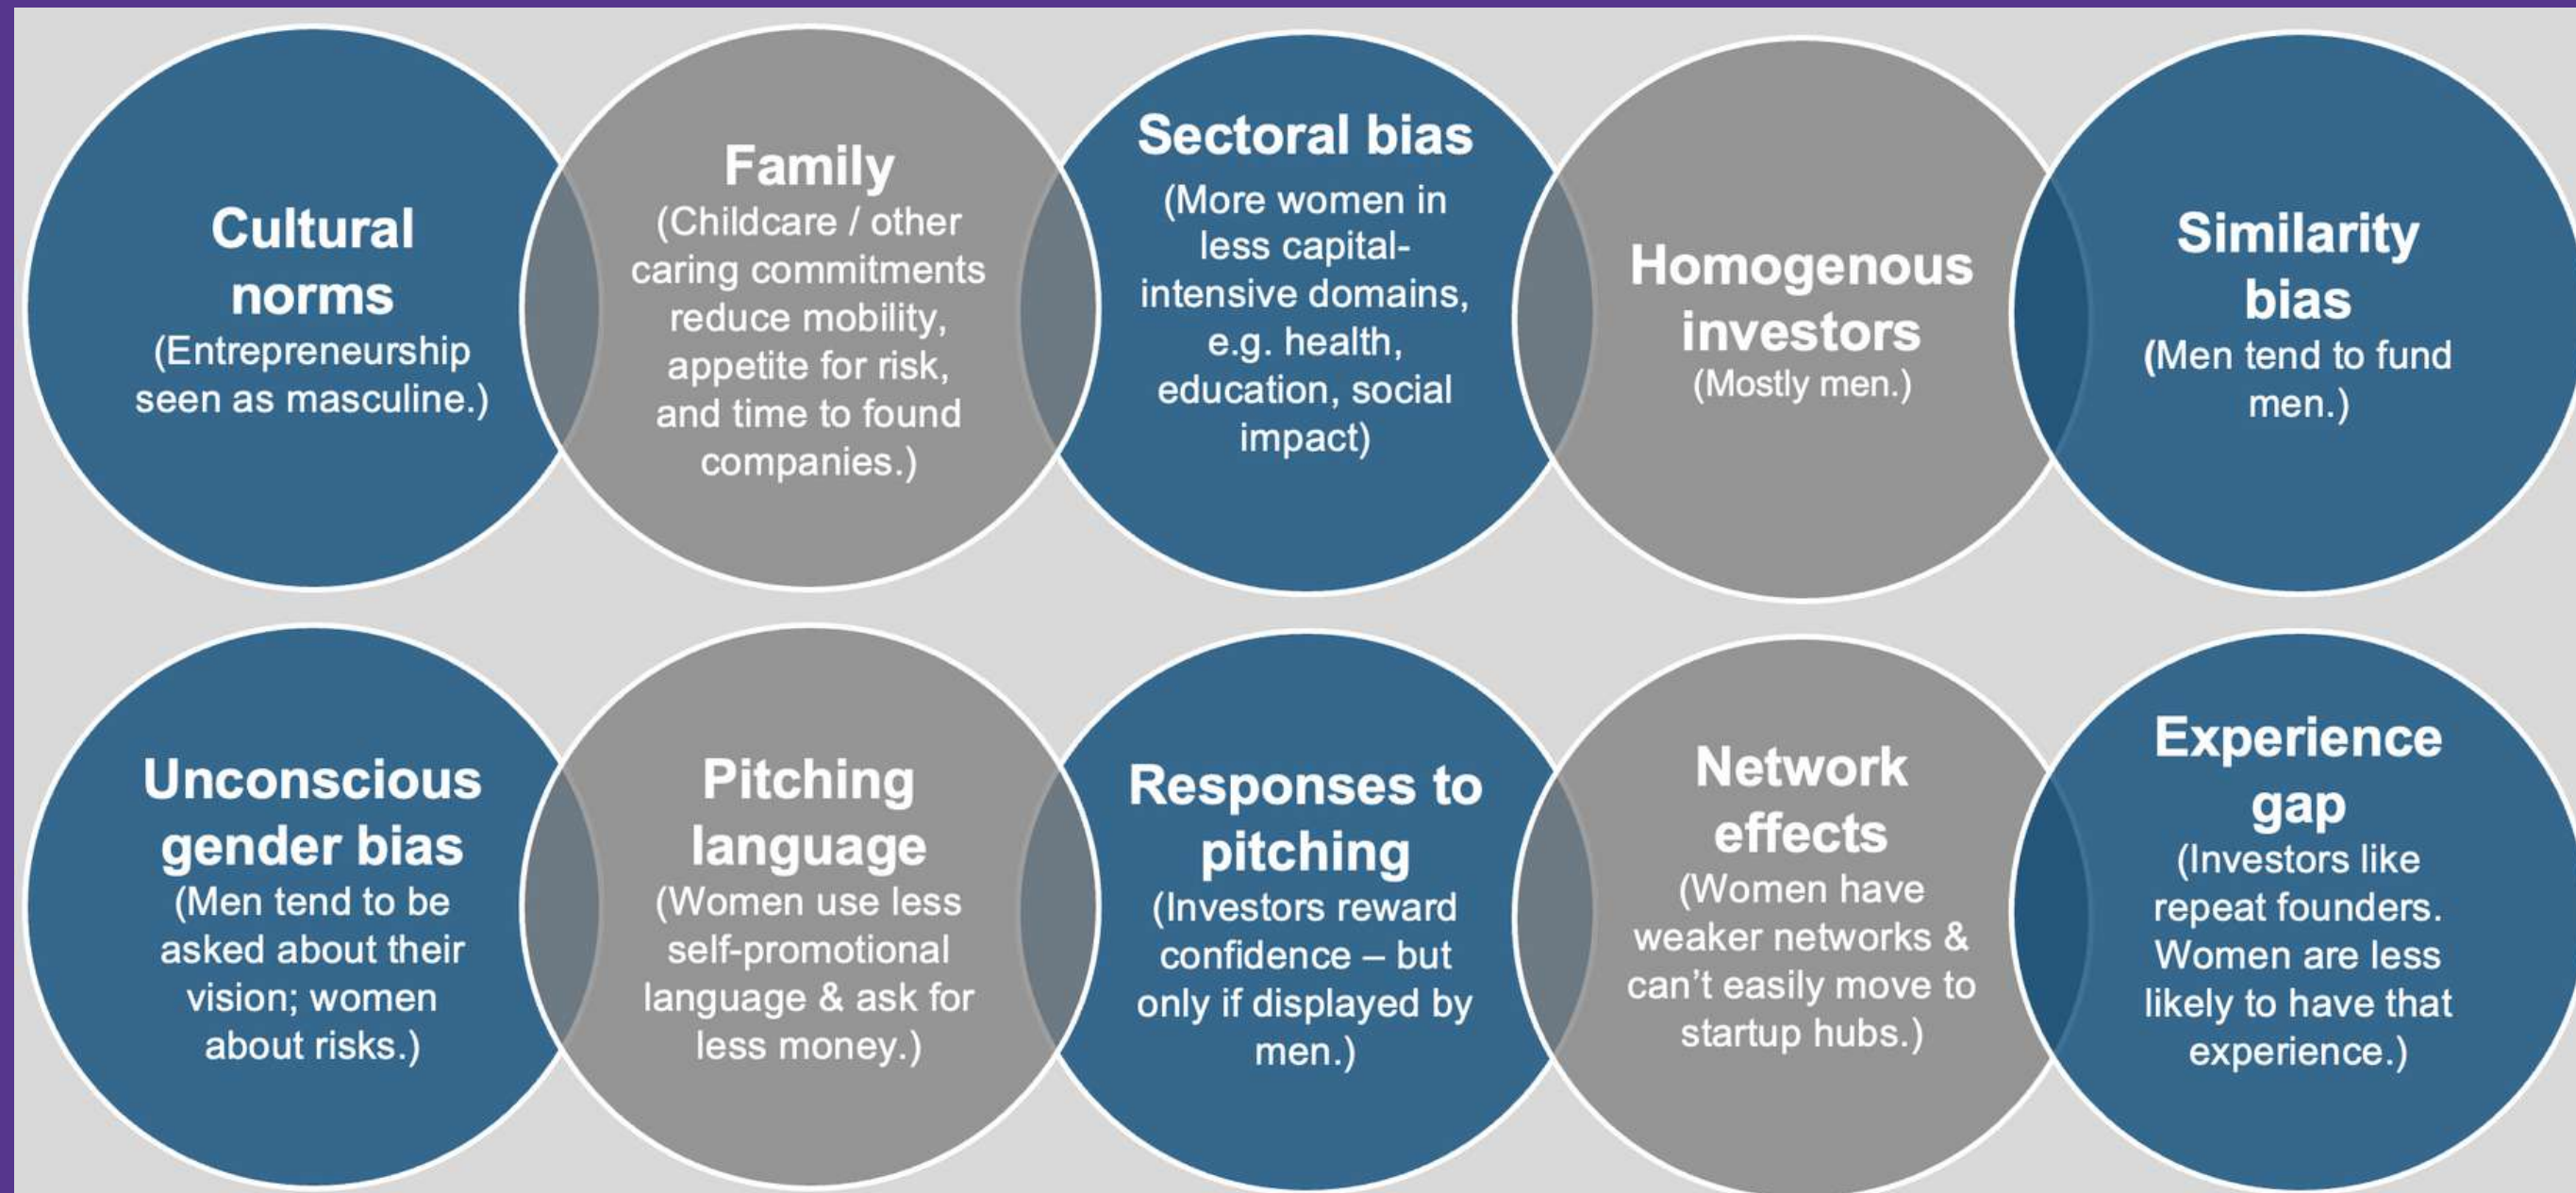 Cultural
norms
(Entrepreneurship
seen as masculine.)
Family
(Childcare / other
caring commitments
reduce mobility,
appetite for risk,
and time to found
companies.)
Sectoral bias
(More women in
less capital-
intensive domains,
e.g. health,
education, social
impact)
Homogenous
investors
(Mostly men.)
Similarity
bias
(Men tend to fund
men.)
Unconscious
gender bias
(Men tend to be
asked about their
vision; women
about risks.)
Pitching
language
(Women use less
self-promotional
language & ask for
less money.)
Responses to
pitching
(Investors reward
confidence – but
only if displayed by
men.)
Network
effects
(Women have
weaker networks &
can’t easily move to
startup hubs.)
Experience
gap
(Investors like
repeat founders.
Women are less
likely to have that
experience.)